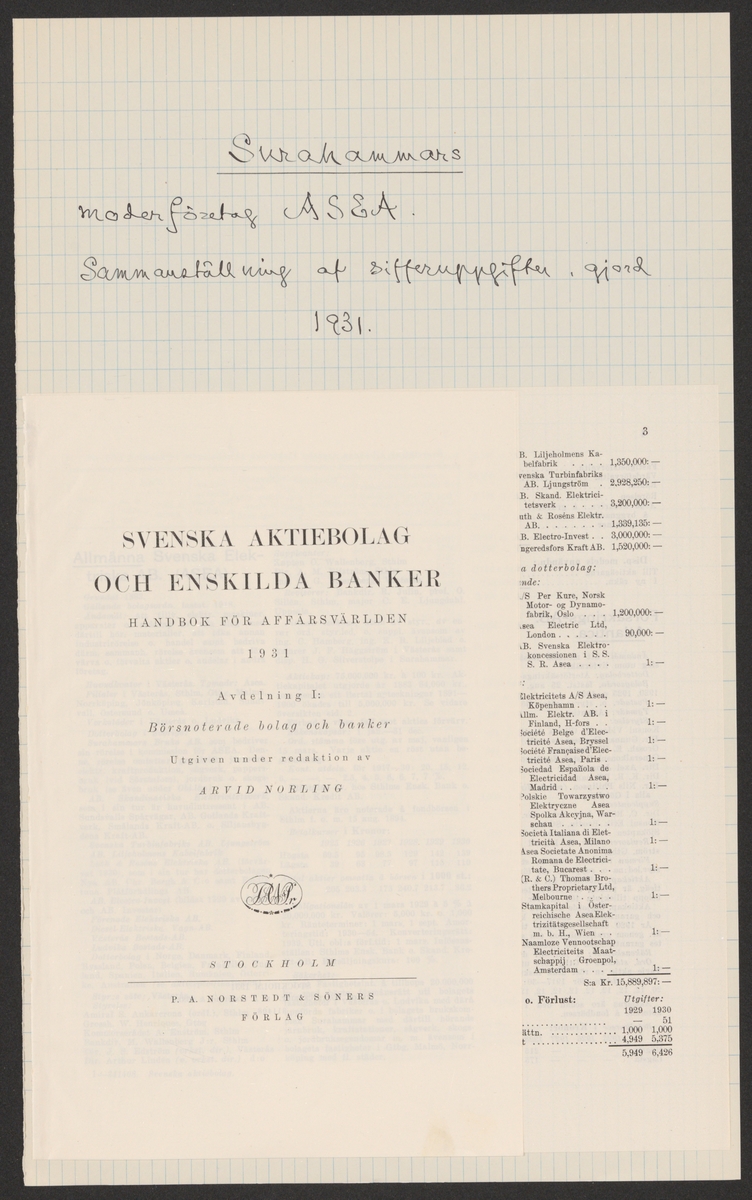 Surahammars
moderföretag ASEA.
Sammanställning af sifferuppgifter, gjord
1931.
SVENSKA AKTIEBOLAG
OCH ENSKILDA BANKER
HANDBOK FÖR AFFÄRSVÄRLDEN
1931
Avdelning I:
Börsnoterade bolag och banker
Utgiven under redaktion av
ARVID NORLING
STOCKHOLM
P. A. NORSTEDT & SÖNERS
FÖRLAG
3
B. Liljeholmens Ka-
belfabrik . . . . 1,350,000: —
venska Turbinfabriks
AB. Ljungström . 2,928,250: —
B. Skand. Elektrici-
tetsverk . . . . . 3,200,000: —
uth & Roséns Elektr.
AB. . . . . . . . 1,339,135: —
B. Electro-Invest . . 3,000,000: —
ngeredsfors Kraft AB. 1,520,000: —
a dotterbolag:
nde:
/S Per Kure, Norsk
Motor- og Dynamo-
fabrik, Oslo . . . 1,200,000: —
sea Electric Ltd,
London . . . . . . 90,000: —
B. Svenska Elektro-
koncessionen i S. S.
S. R. Asea . . . . 1: —
:
Elektricitets A/S Asea,
Köpenhamn . . . . 1: —
llm. Elektr. AB. i
Finland, H-fors . . 1: —
Société Belge d'Elec-
tricité Asea, Bryssel 1: —
Société Française d'Elec-
tricité Asea, Paris . 1: —
Sociedad Española de
Electricidad Asea,
Madrid . . . . . . 1: —
Polskie Towarzystwo
Elektryczne Asea
Spolka Akcyjna, War-
schau . . . . . . 1: —
Società Italiana di Elet-
tricità Asea, Milano 1: —
Asea Societate Anonima
Romana de Electrici-
tate, Bucarest . . . 1: —
(R. & C.) Thomas Bro-
thers Proprietary Ltd,
Melbourne . . . . 1: —
Stamkapital i Öster-
reichische Asea Elek-
trizitätsgesellschaft
m. b. H., Wien . . 1: —
Naamloze Vennootschap
Electriciteits Maat-
schappij Groenpol,
Amsterdam . . . . 1: —
S:a Kr. 15,889,897: —
o. Förlust: Utgifter:
1929 1930
. . . . . . . . . . . . . . . — 51
ättn. . . . . . . . . . . . . . . 1,000 1,000
t . . . . . . . . . . . . . . . . 4,949 5,375
5,949 6,426